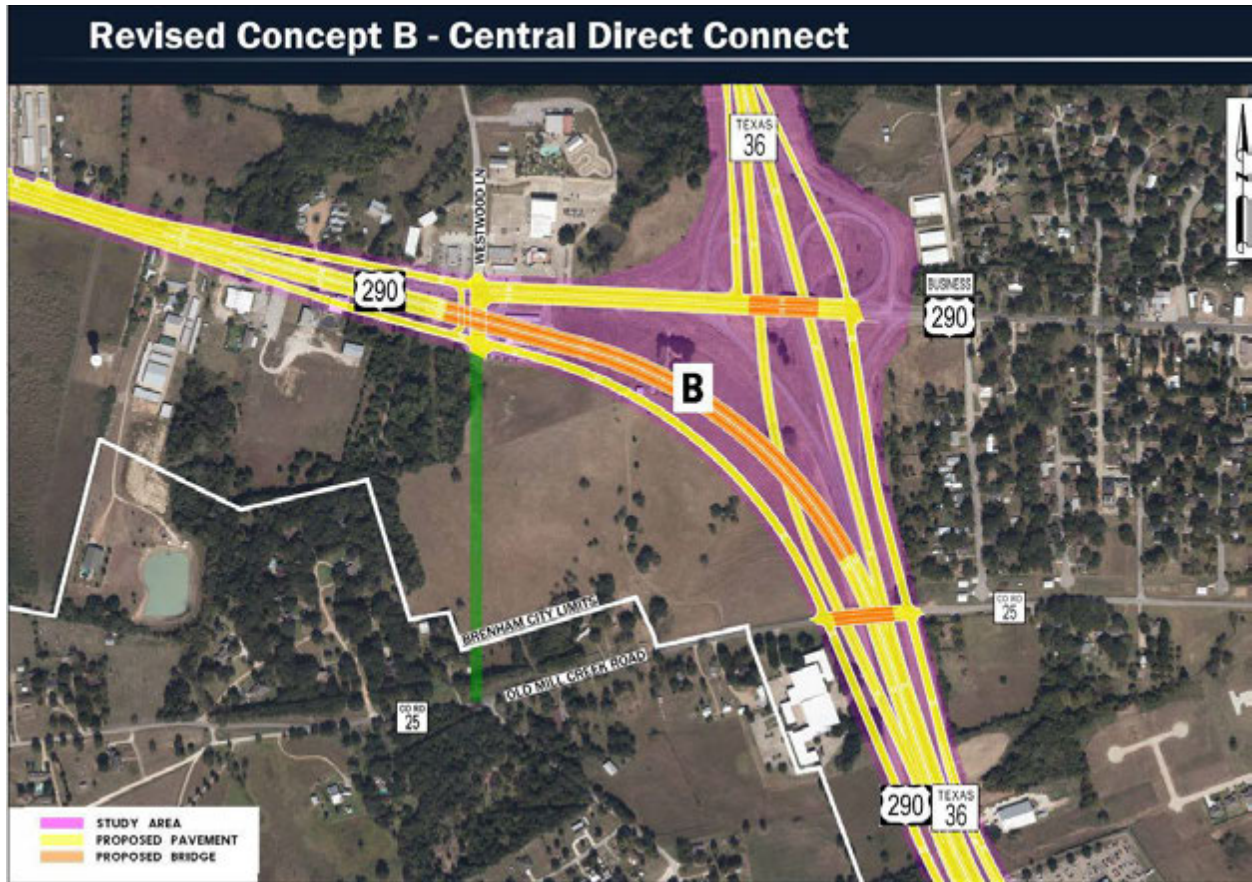 Revised Concept B - Central Direct Connect
TEXAS
36
WESTWOOD LN
N
290
BUSINESS
290
B
CO RD
25
BRENHAM CITY LIMITS
OLD MILL CREEK ROAD
CO RD
25
290
TEXAS
36
STUDY AREA
PROPOSED PAVEMENT
PROPOSED BRIDGE